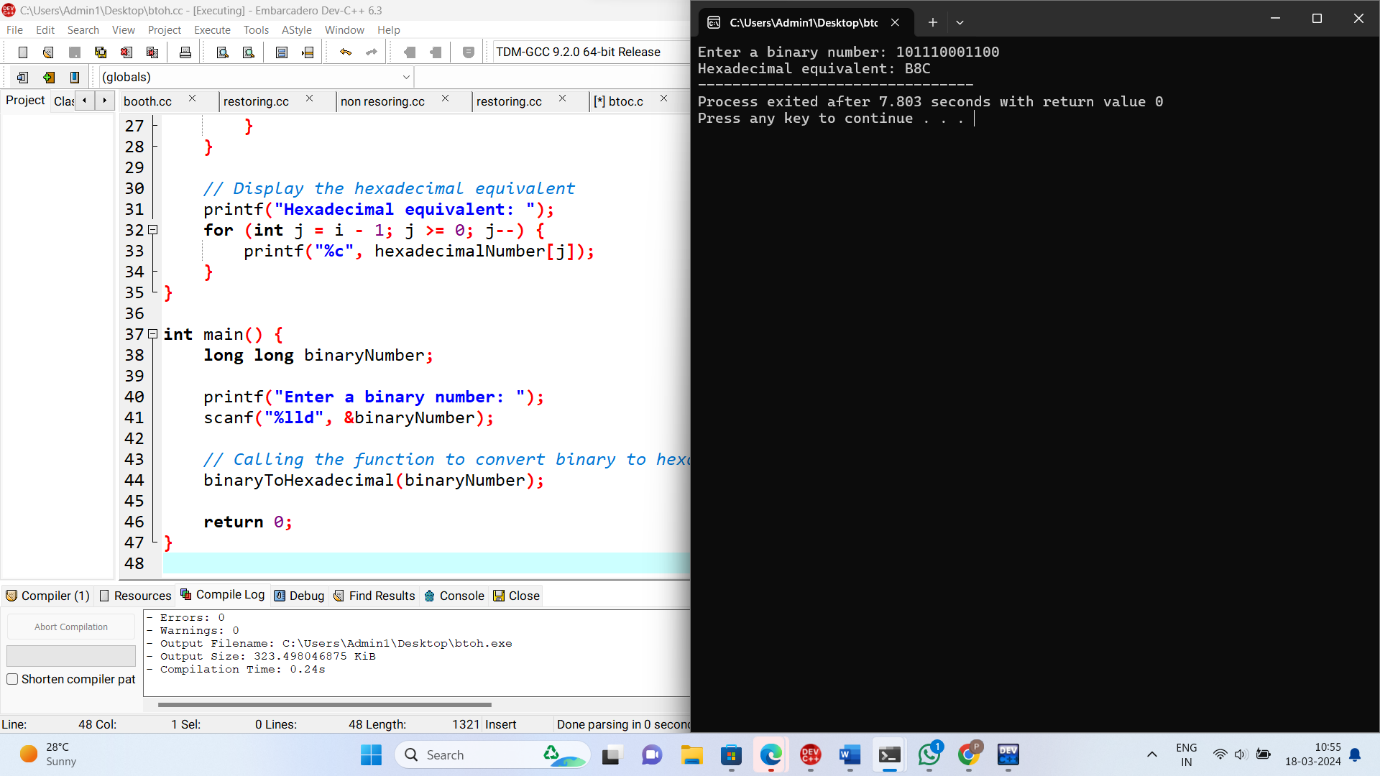 C:\Users\Admin1\Desktop\btoh.cc - [Executing] - Embarcadero Dev-C++ 6.3
File Edit Search View Project Execute Tools AStyle Window Help
TDM-GCC 9.2.0 64-bit Release
(globals)
Project Clas booth.cc restoring.cc non resoring.cc restoring.cc [*] btoc.c
27 }
28 }
29
30 // Display the hexadecimal equivalent
31 printf("Hexadecimal equivalent: ");
32 for (int j = i - 1; j >= 0; j--) {
33 printf("%c", hexadecimalNumber[j]);
34 }
35 }
36
37 int main() {
38 long long binaryNumber;
39
40 printf("Enter a binary number: ");
41 scanf("%lld", &binaryNumber);
42
43 // Calling the function to convert binary to hexa
44 binaryToHexadecimal(binaryNumber);
45
46 return 0;
47 }
48
Compiler (1) Resources Compile Log Debug Find Results Console Close
Abort Compilation
Shorten compiler pat
- Errors: 0
- Warnings: 0
- Output Filename: C:\Users\Admin1\Desktop\btoh.exe
- Output Size: 323.498046875 KiB
- Compilation Time: 0.24s
Line: 48 Col: 1 Sel: 0 Lines: 48 Length: 1321 Insert Done parsing in 0 secon
C:\Users\Admin1\Desktop\btc
Enter a binary number: 101110001100
Hexadecimal equivalent: B8C
--------------------------------
Process exited after 7.803 seconds with return value 0
Press any key to continue . . .
28°C
Sunny
Search
DEV C++
1
P
DEV C++
ENG
IN
10:55
18-03-2024